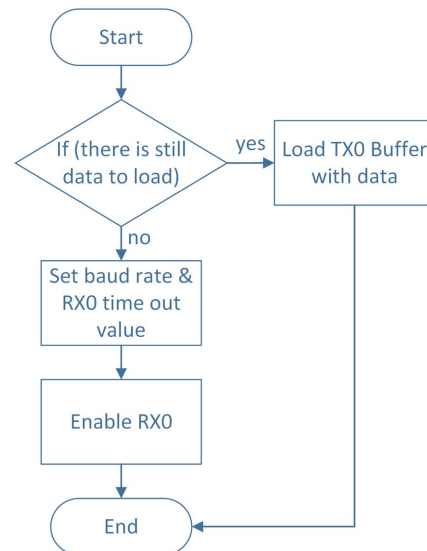 Start
If (there is still
data to load)
yes
Load TX0 Buffer
with data
no
Set baud rate &
RX0 time out
value
Enable RX0
End